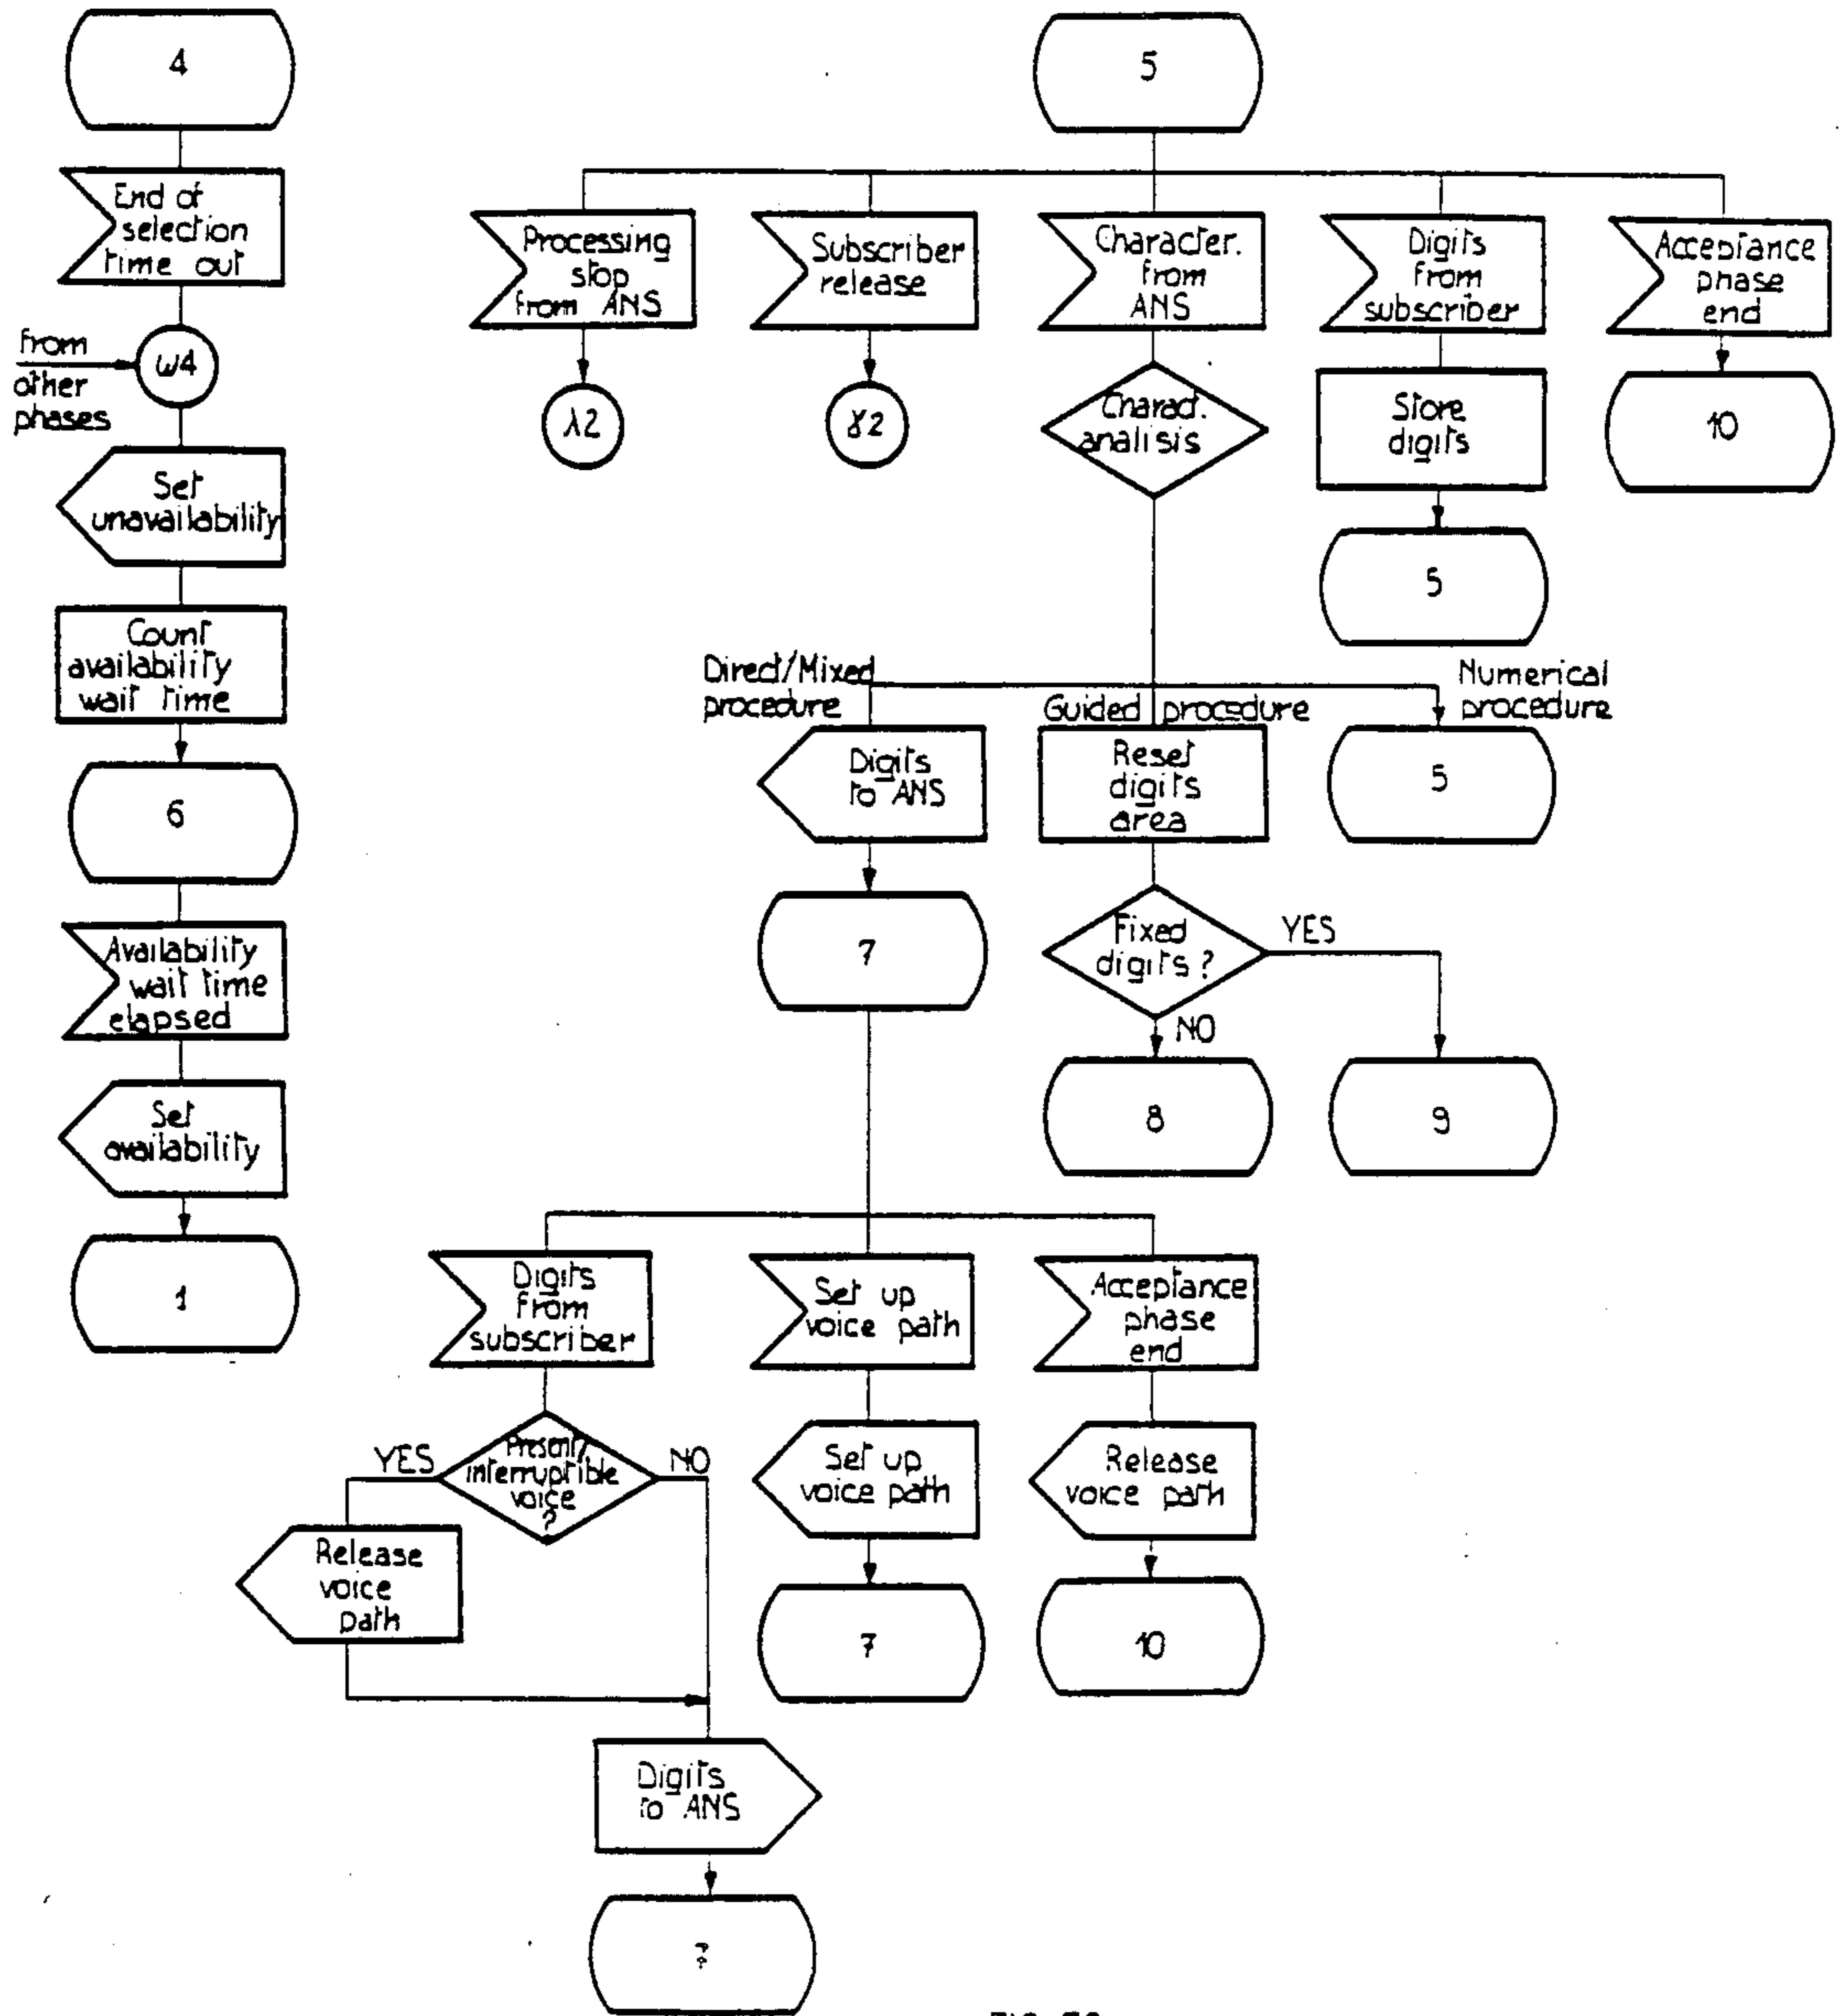 4
End of
selection
time out
from
other
phases
ω4
Set
unavailability
Count
availability
wait time
6
Availability
wait time
elapsed
Set
availability
1
5
Processing
stop
from ANS
λ2
Subscriber
release
γ2
Character.
from
ANS
Charact.
analisis
Digits
from
subscriber
Store
digits
5
Acceptance
phase
end
10
Direct/Mixed
procedure
Guided procedure
Numerical
procedure
Digits
to ANS
7
Reset
digits
area
5
Fixed
digits?
YES
NO
8
9
Digits
from
subscriber
Present/
interruptible
voice
?
YES
NO
Release
voice
path
Digits
to ANS
Set up
voice path
Set up
voice path
7
Acceptance
phase
end
Release
voice path
10